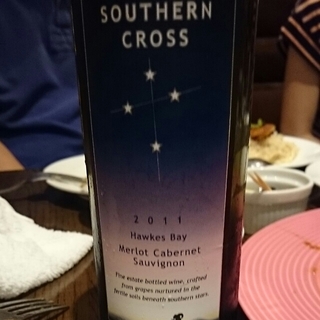 SOUTHERN
CROSS
2011
Hawkes Bay
Merlot Cabernet
Sauvignon
Fine estate bottled wine, crafted
from grapes nurtured in the
fertile soils beneath southern stars.